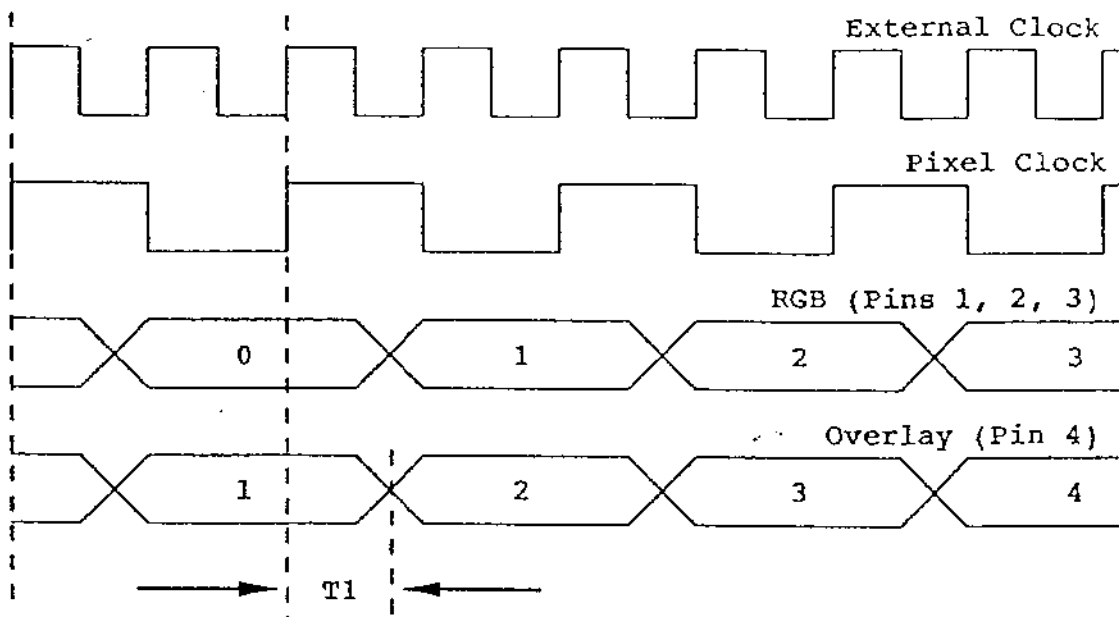 External Clock
Pixel Clock
RGB (Pins 1, 2, 3)
0 1 2 3
Overlay (Pin 4)
1 2 3 4
T1